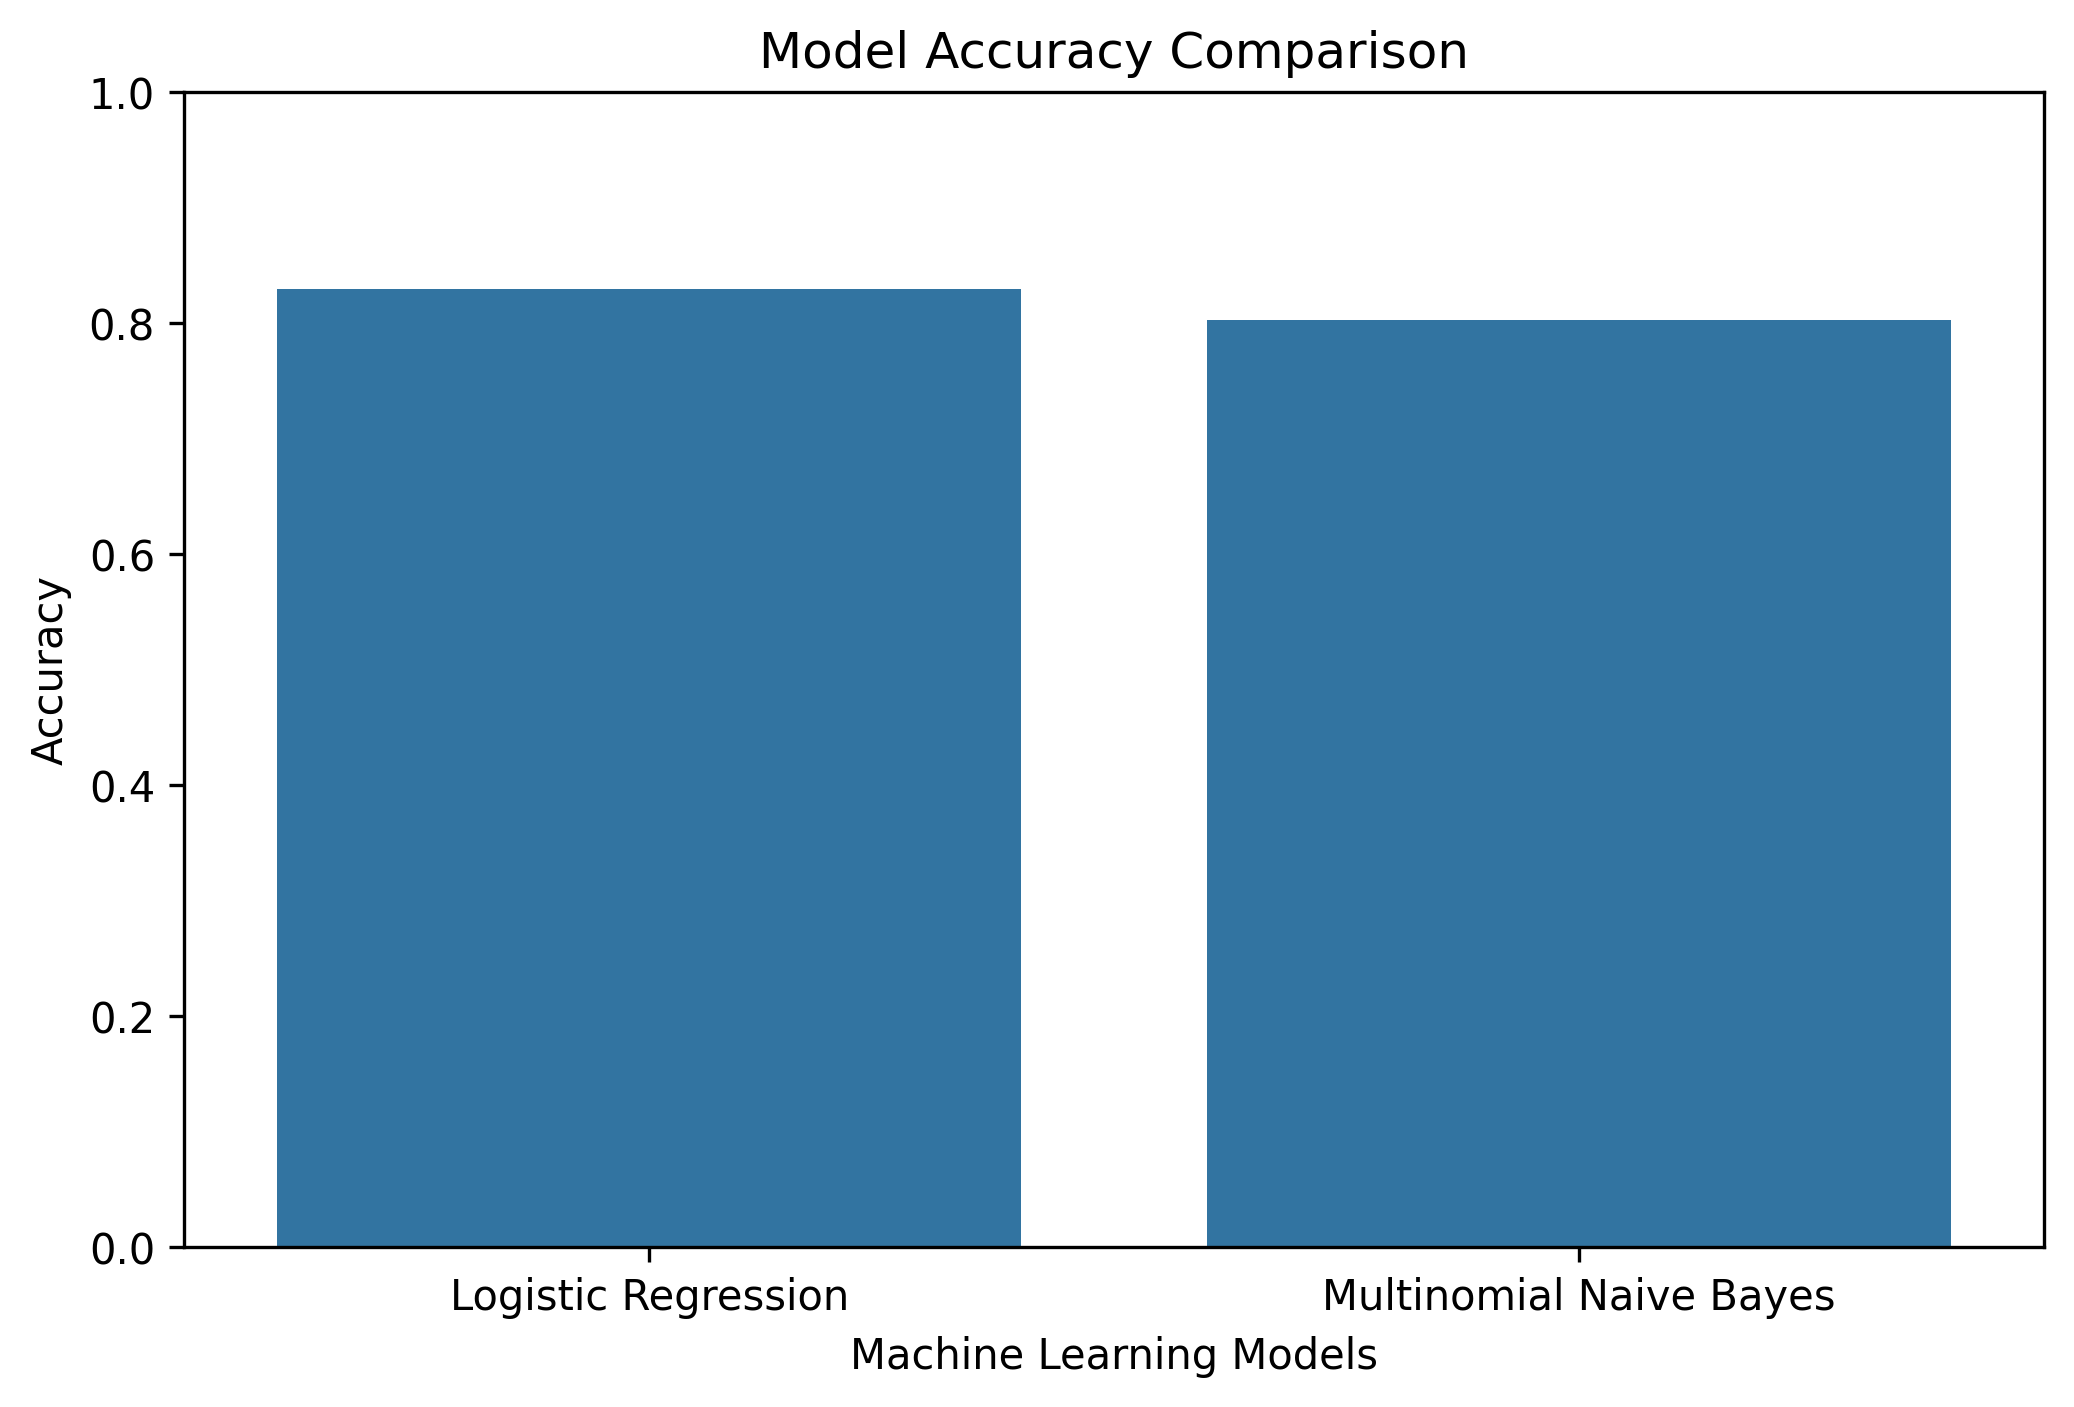 Model Accuracy Comparison
1.0
0.8
0.6
0.4
0.2
0.0
Accuracy
Logistic Regression
Multinomial Naive Bayes
Machine Learning Models